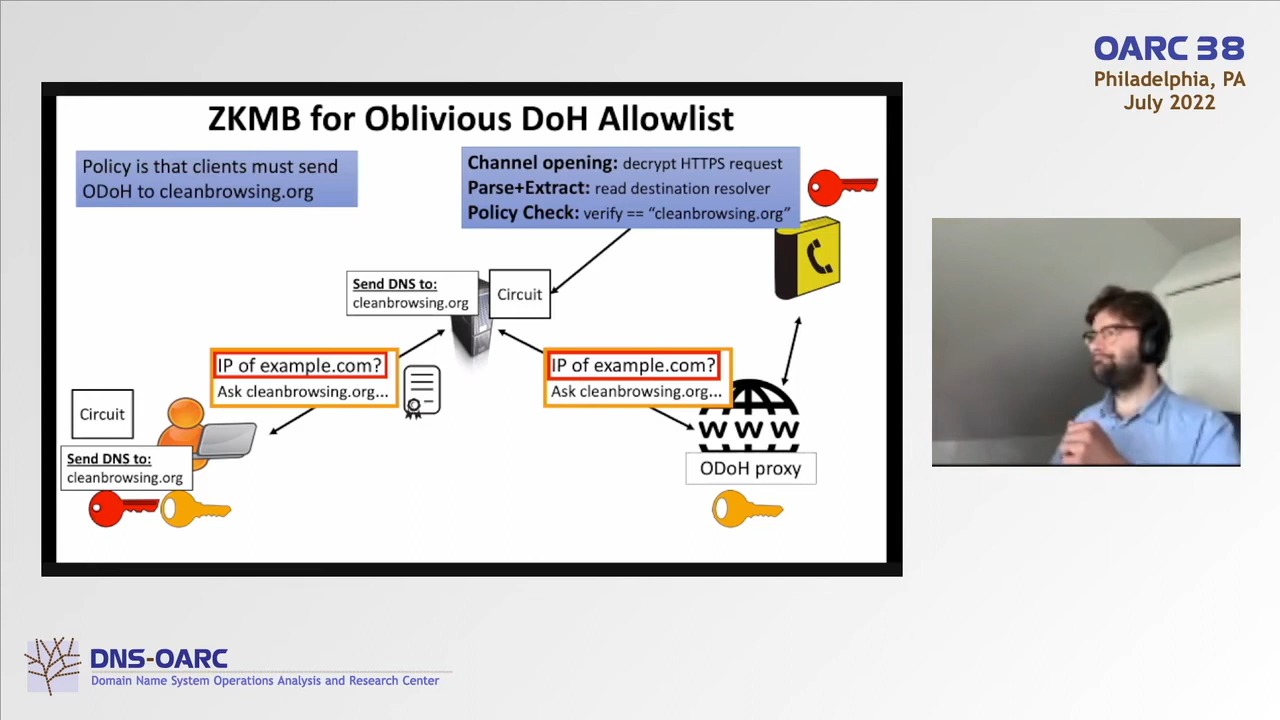 OARC 38
Philadelphia, PA
July 2022
ZKMB for Oblivious DoH Allowlist
Policy is that clients must send
ODoH to cleanbrowsing.org
Channel opening: decrypt HTTPS request
Parse+Extract: read destination resolver
Policy Check: verify == “cleanbrowsing.org”
Send DNS to:
cleanbrowsing.org
Circuit
IP of example.com?
Ask cleanbrowsing.org...
IP of example.com?
Ask cleanbrowsing.org...
Circuit
Send DNS to:
cleanbrowsing.org
WWW
ODoH proxy
DNS-OARC
Domain Name System Operations Analysis and Research Center